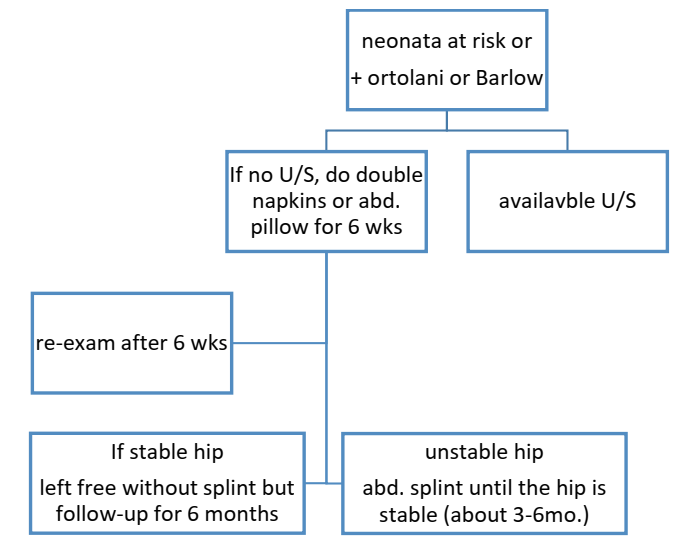 neonata at risk or
+ ortolani or Barlow
If no U/S, do double
napkins or abd.
pillow for 6 wks
availavble U/S
re-exam after 6 wks
If stable hip
left free without splint but
follow-up for 6 months
unstable hip
abd. splint until the hip is
stable (about 3-6mo.)